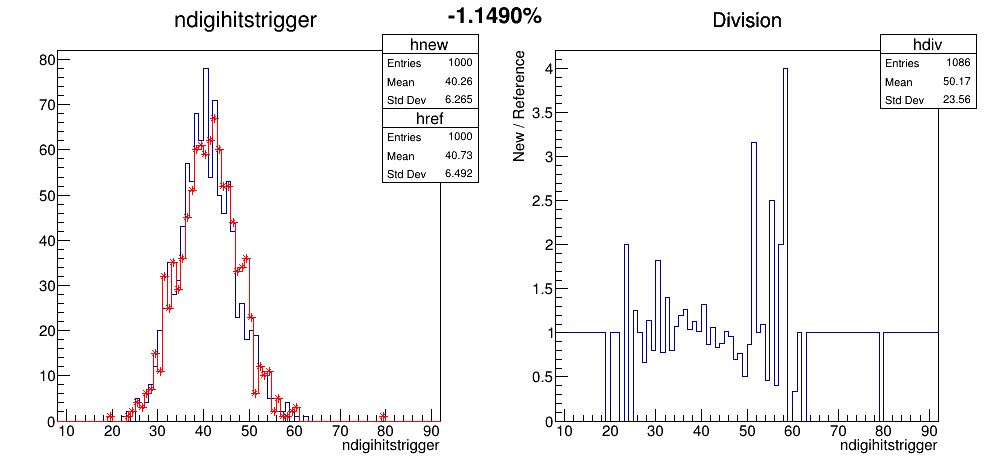 -1.1490%
ndigihitstrigger
hnew
Entries 1000
Mean 40.26
Std Dev 6.265
href
Entries 1000
Mean 40.73
Std Dev 6.492
80
70
60
50
40
30
20
10
0
10 20 30 40 50 60 70 80 90
ndigihitstrigger
Division
hdiv
Entries 1086
Mean 50.17
Std Dev 23.56
New / Reference
4
3.5
3
2.5
2
1.5
1
0.5
0
10 20 30 40 50 60 70 80 90
ndigihitstrigger